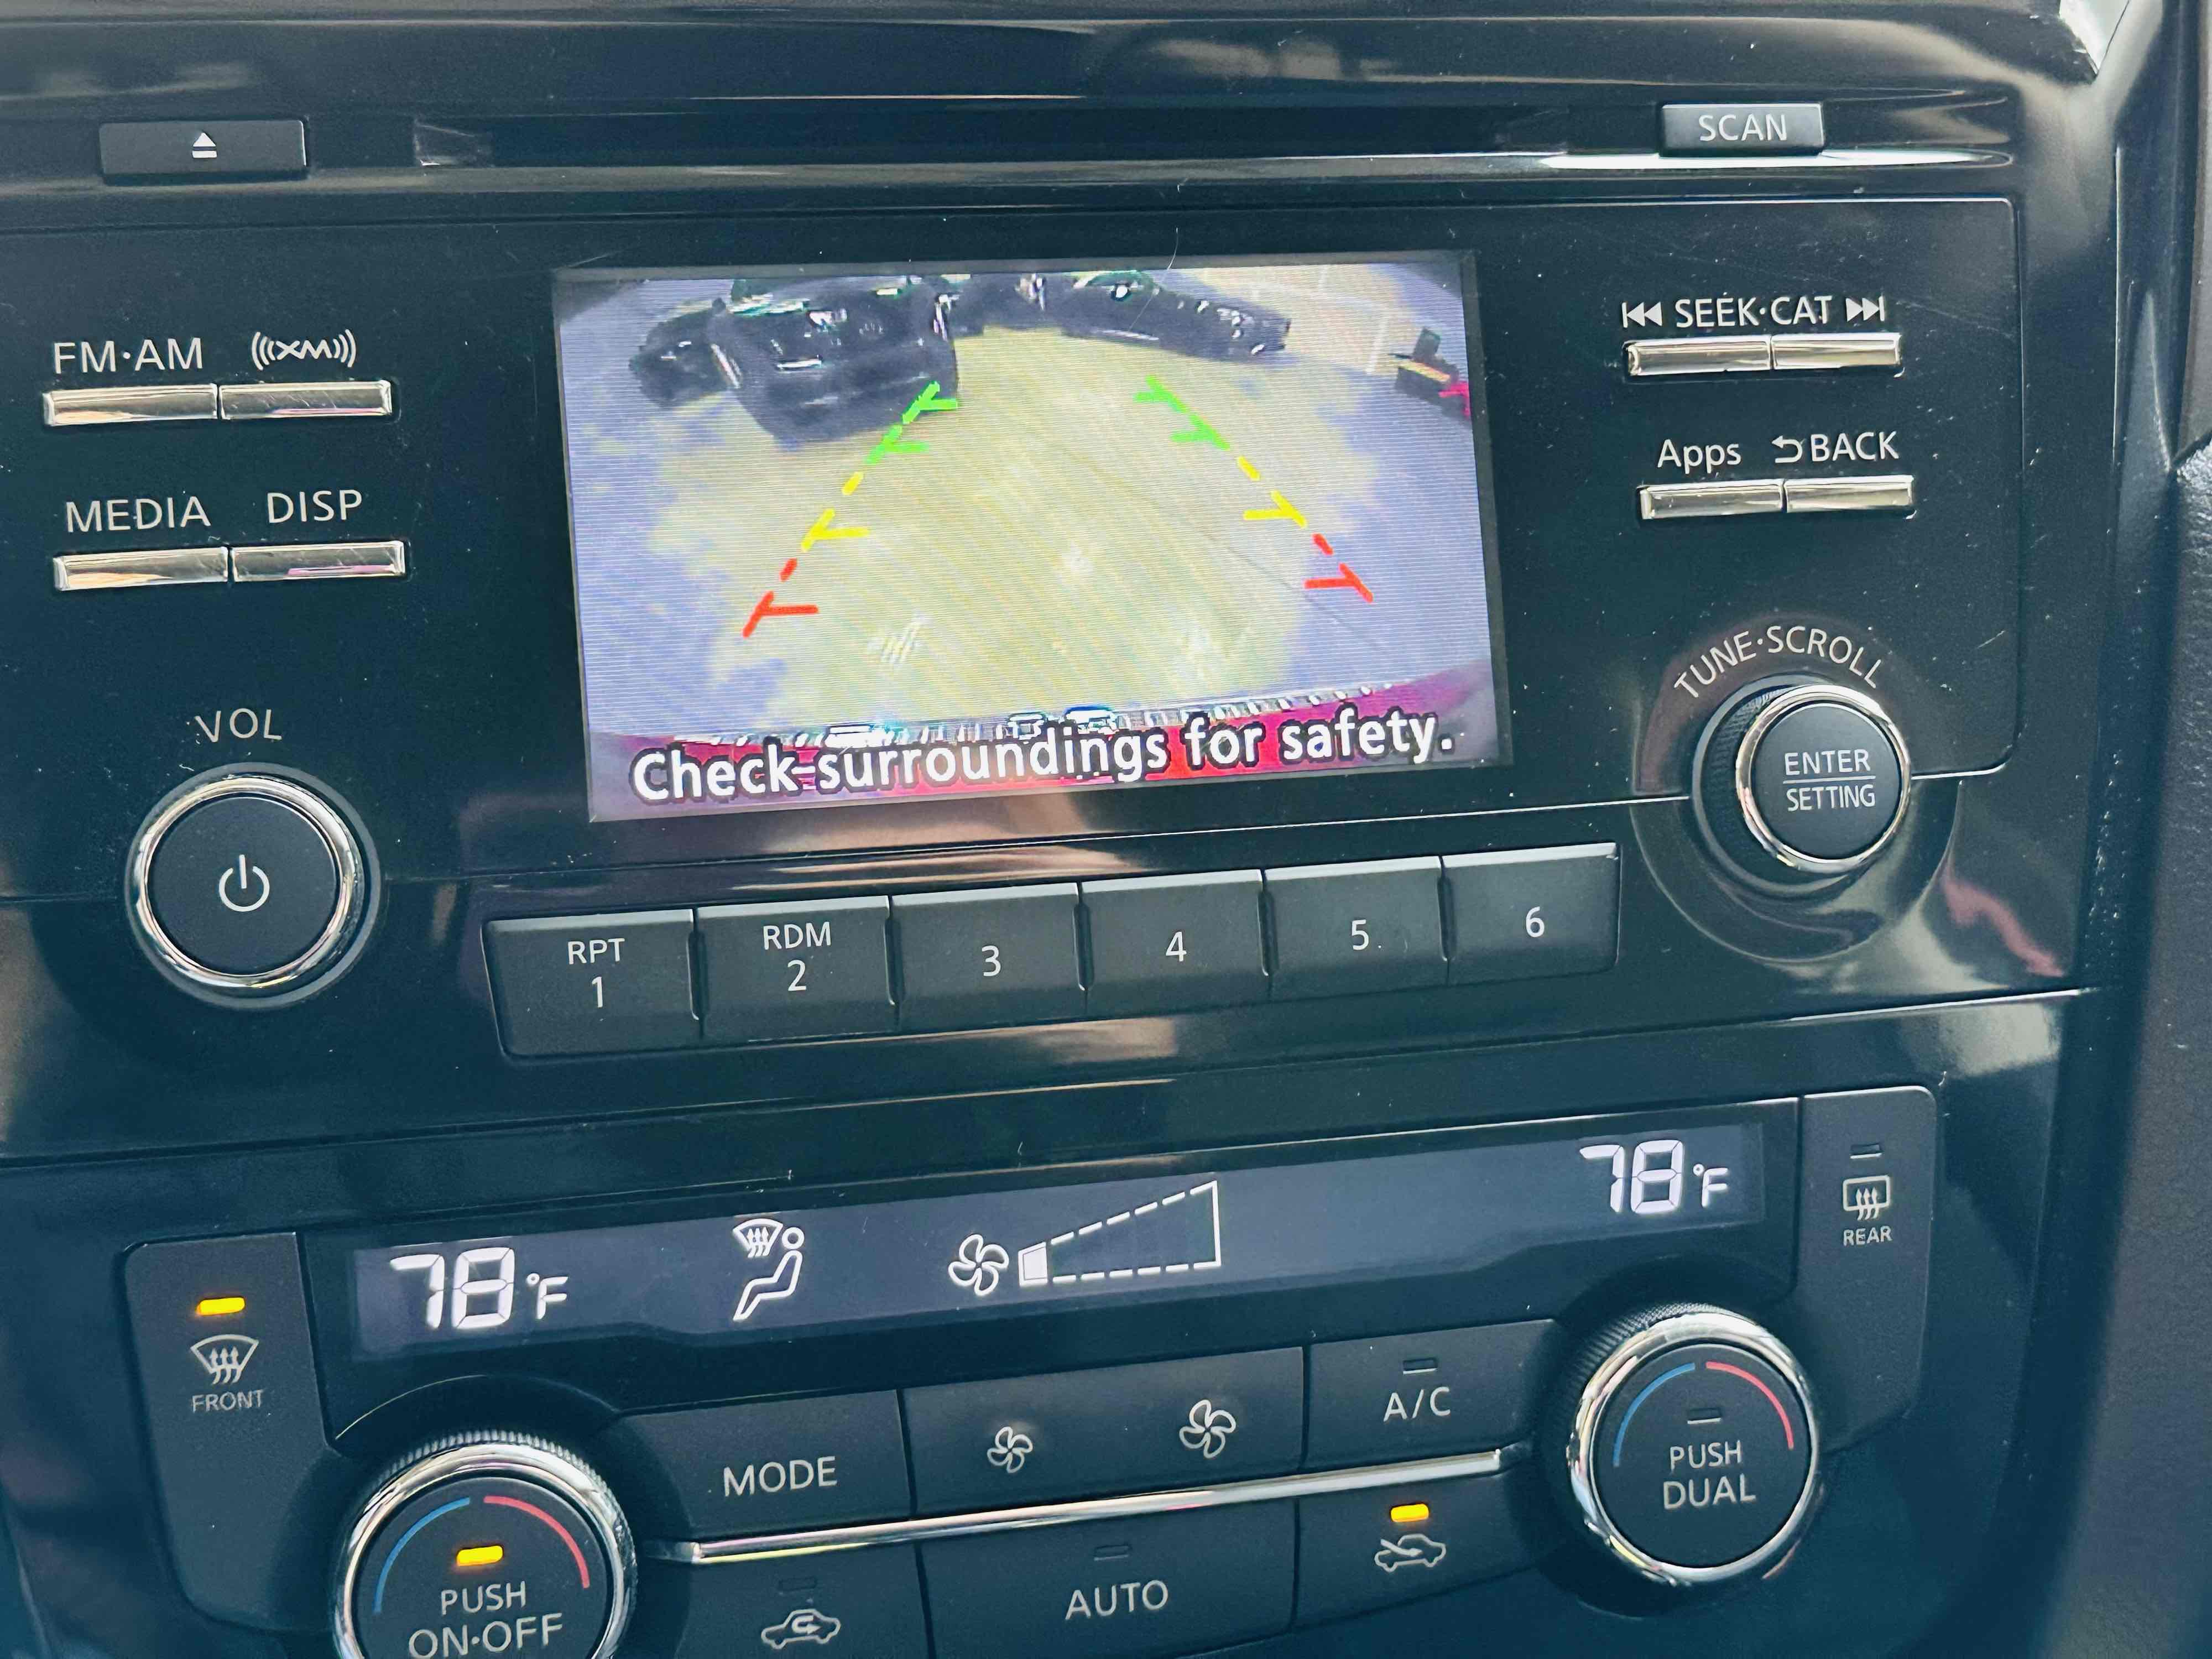 SCAN
FM·AM XM
SEEK·CAT
MEDIA DISP
Apps BACK
TUNE·SCROLL
ENTER
SETTING
VOL
Check surroundings for safety.
RPT
1
RDM
2
3
4
5
6
78°F
78°F
REAR
FRONT
MODE
A/C
PUSH
DUAL
PUSH
ON·OFF
AUTO